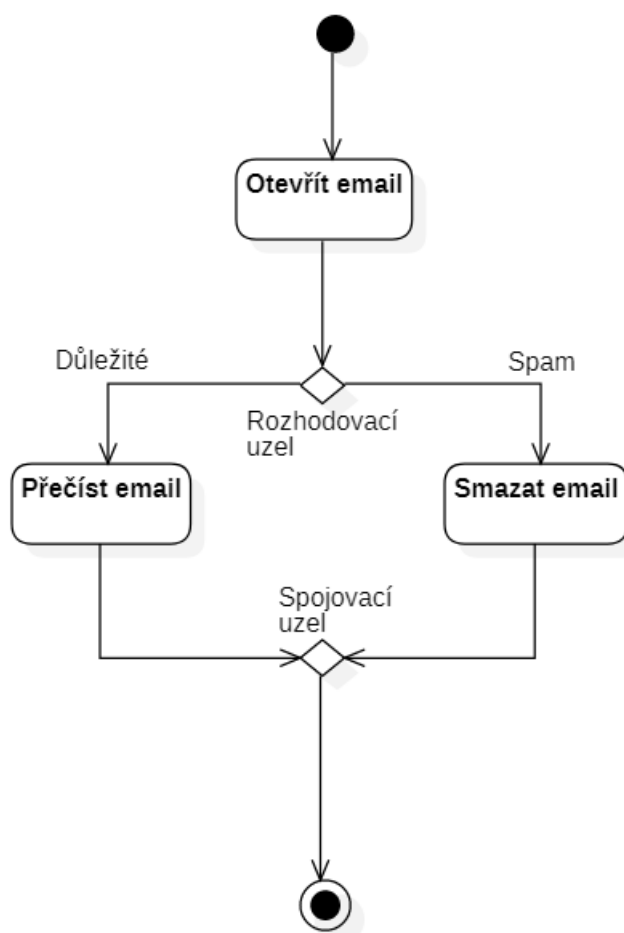 Otevřít email
Důležité
Spam
Rozhodovací
uzel
Přečíst email
Smazat email
Spojovací
uzel